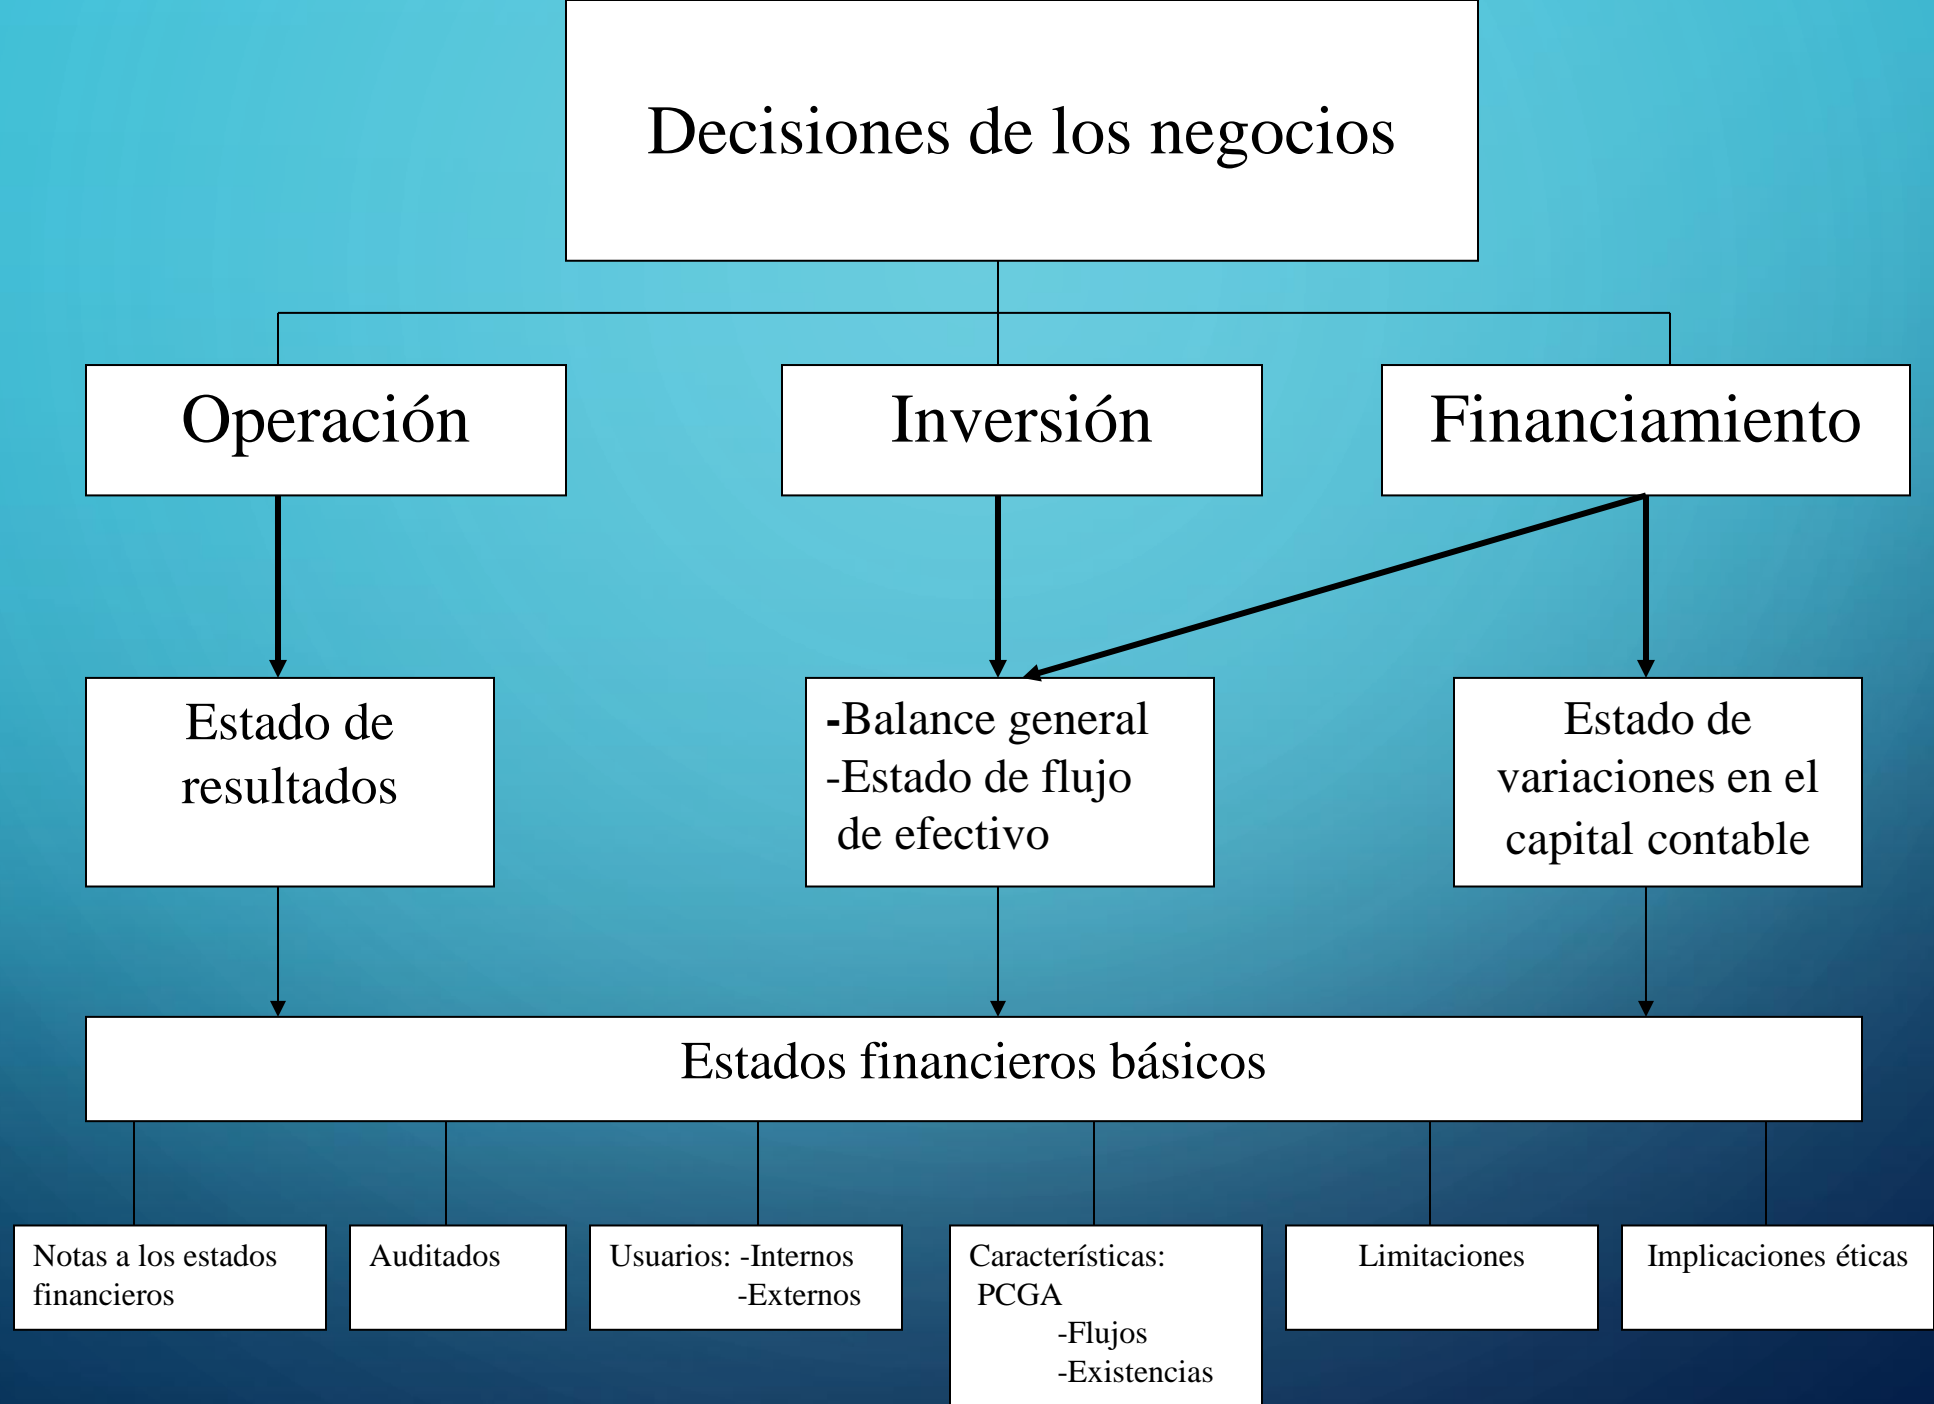 Decisiones de los negocios
Operación
Inversión
Financiamiento
Estado de
resultados
-Balance general
-Estado de flujo
de efectivo
Estado de
variaciones en el
capital contable
Estados financieros básicos
Notas a los estados
financieros
Auditados
Usuarios: -Internos
-Externos
Características:
PCGA
-Flujos
-Existencias
Limitaciones
Implicaciones éticas